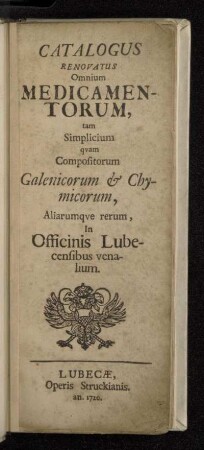 CATALOGUS
RENOVATUS
Omnium
MEDICAMEN-
TORUM,
tam
Simplicium
qvam
Compositorum
Galenicorum & Chy-
micorum,
Aliarumqve rerum,
In
Officinis Lube-
censibus vena-
lium.
LUBECÆ,
Operis Struckianis.
an. 1720.